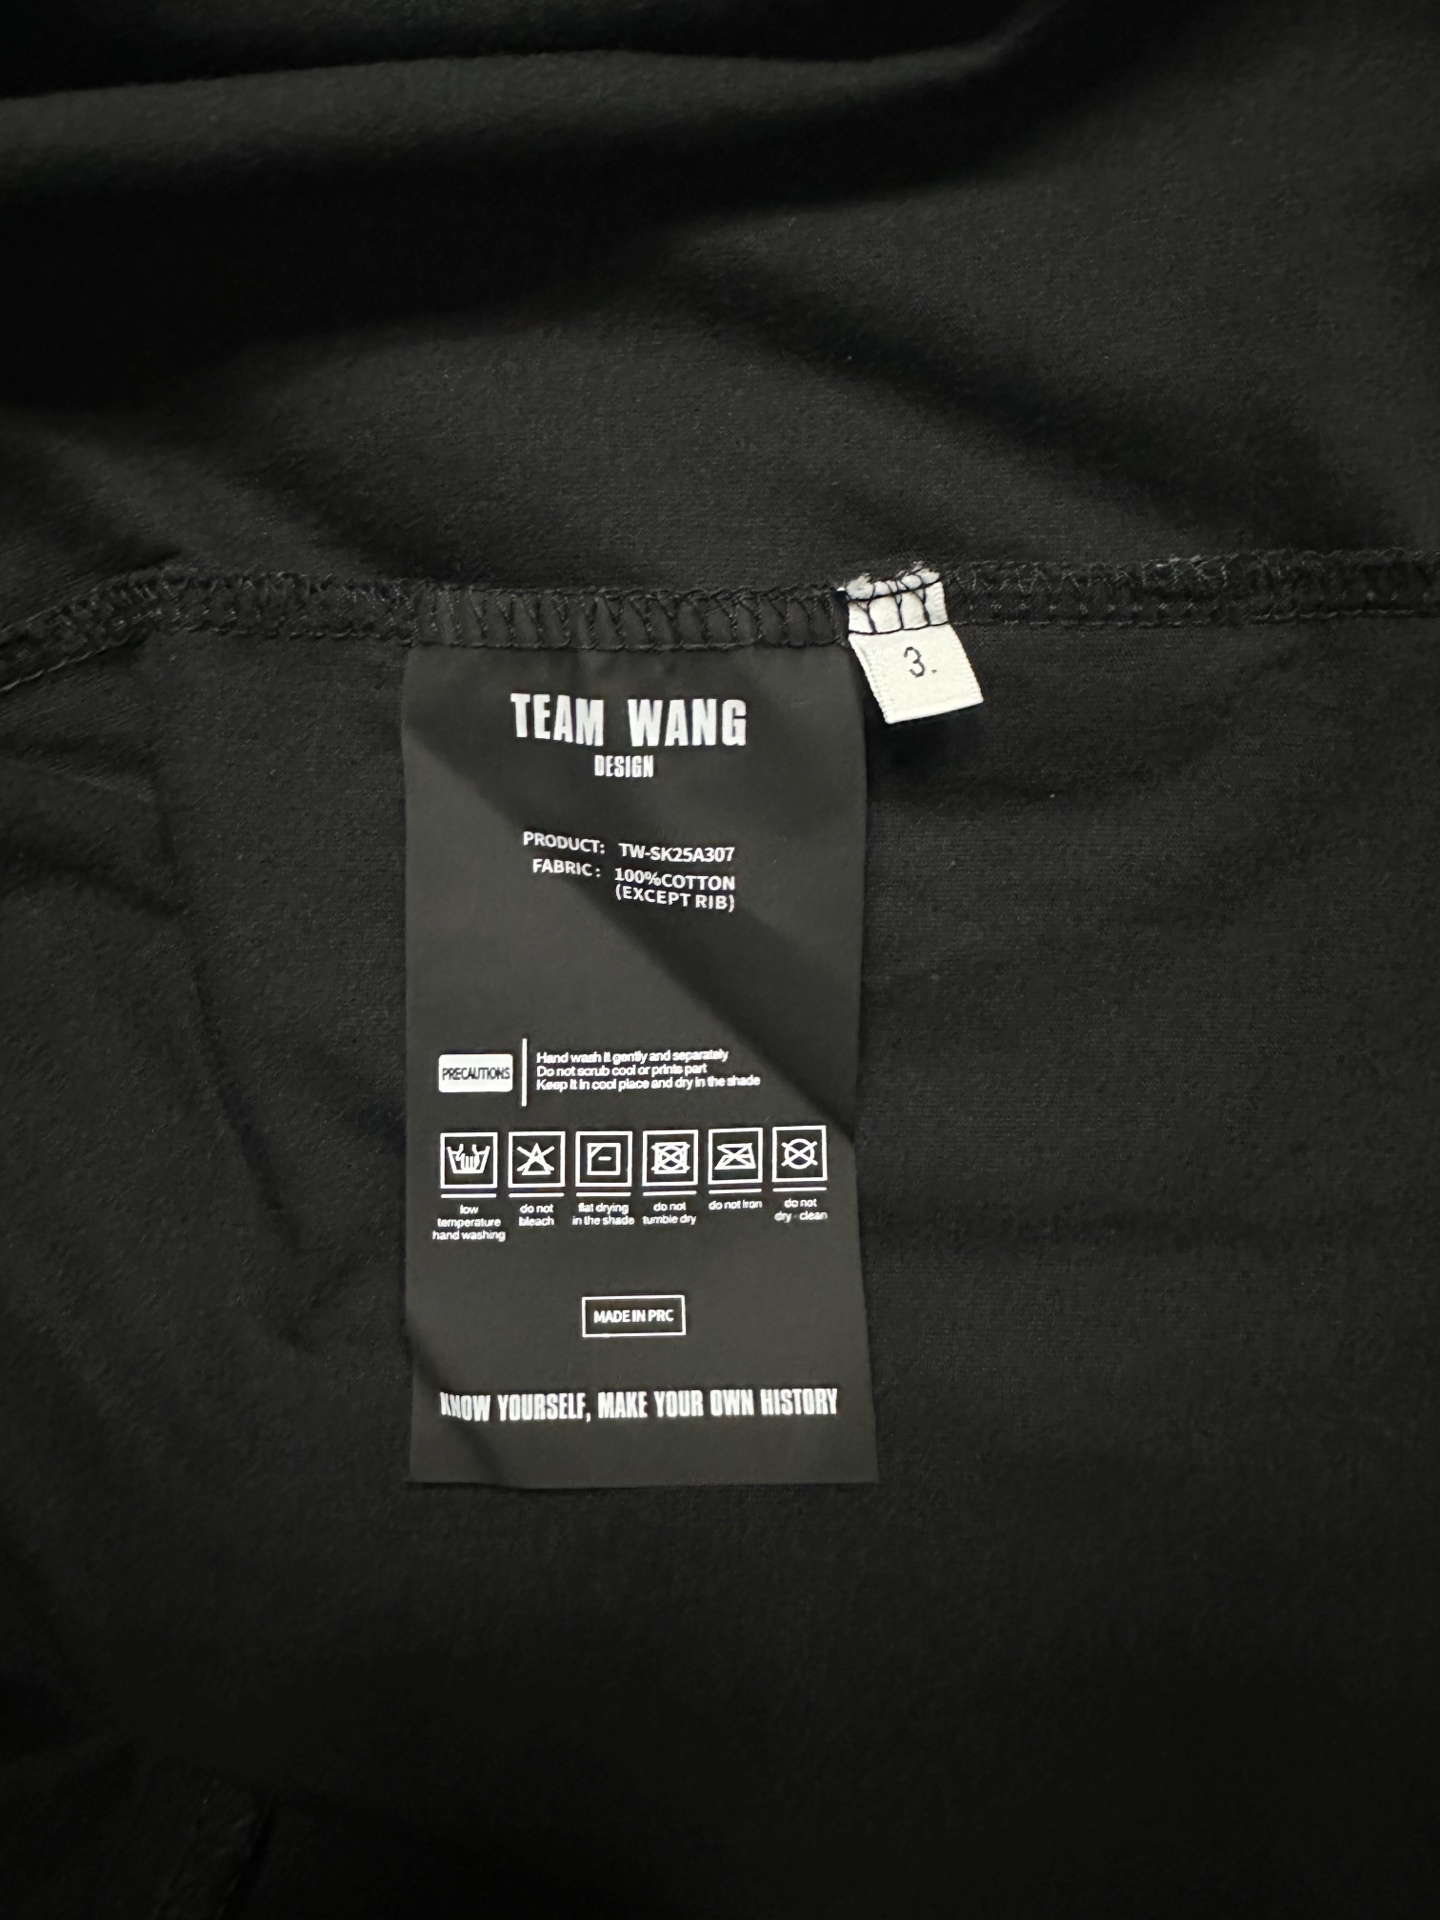 3.
TEAM WANG
DESIGN
PRODUCT: TW-SK25A307
FABRIC: 100%COTTON
(EXCEPT RIB)
PRECAUTIONS
Hand wash it gently and separately
Do not scrub cool or prints part
Keep it in cool place and dry in the shade
low temperature hand washing
do not bleach
flat drying in the shade
do not tumble dry
do not iron
do not dry-clean
MADE IN PRC
KNOW YOURSELF, MAKE YOUR OWN HISTORY